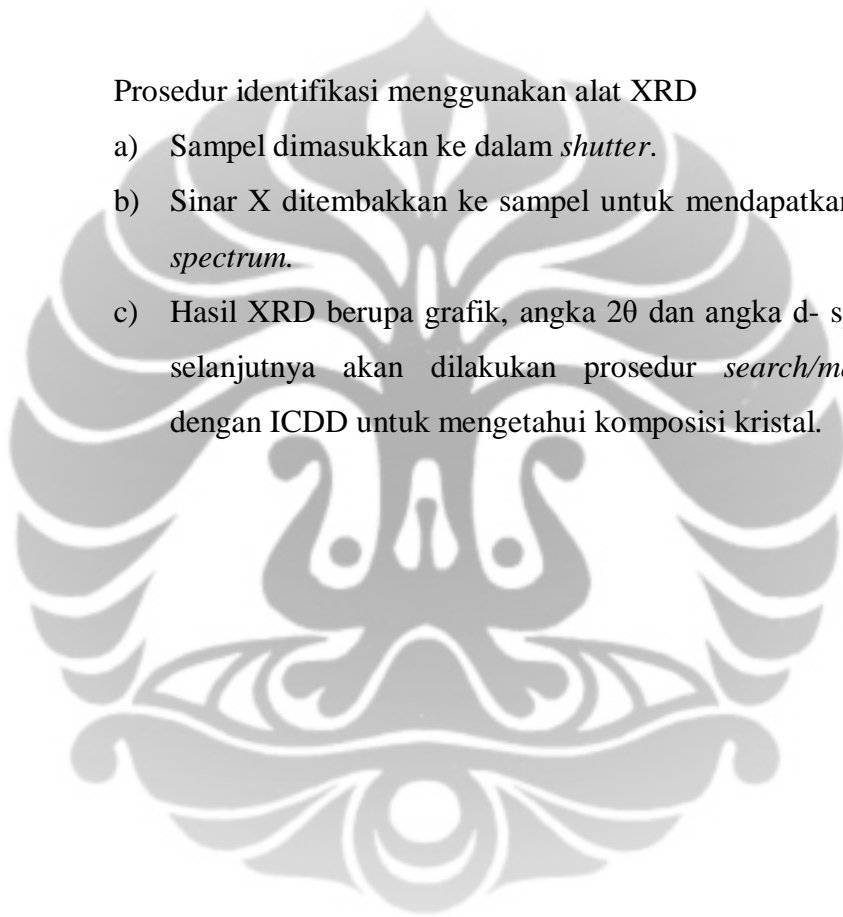 Prosedur identifikasi menggunakan alat XRD
a) Sampel dimasukkan ke dalam shutter.
b) Sinar X ditembakkan ke sampel untuk mendapatkan
spectrum.
c) Hasil XRD berupa grafik, angka 2θ dan angka d- s
selanjutnya akan dilakukan prosedur search/m
dengan ICDD untuk mengetahui komposisi kristal.